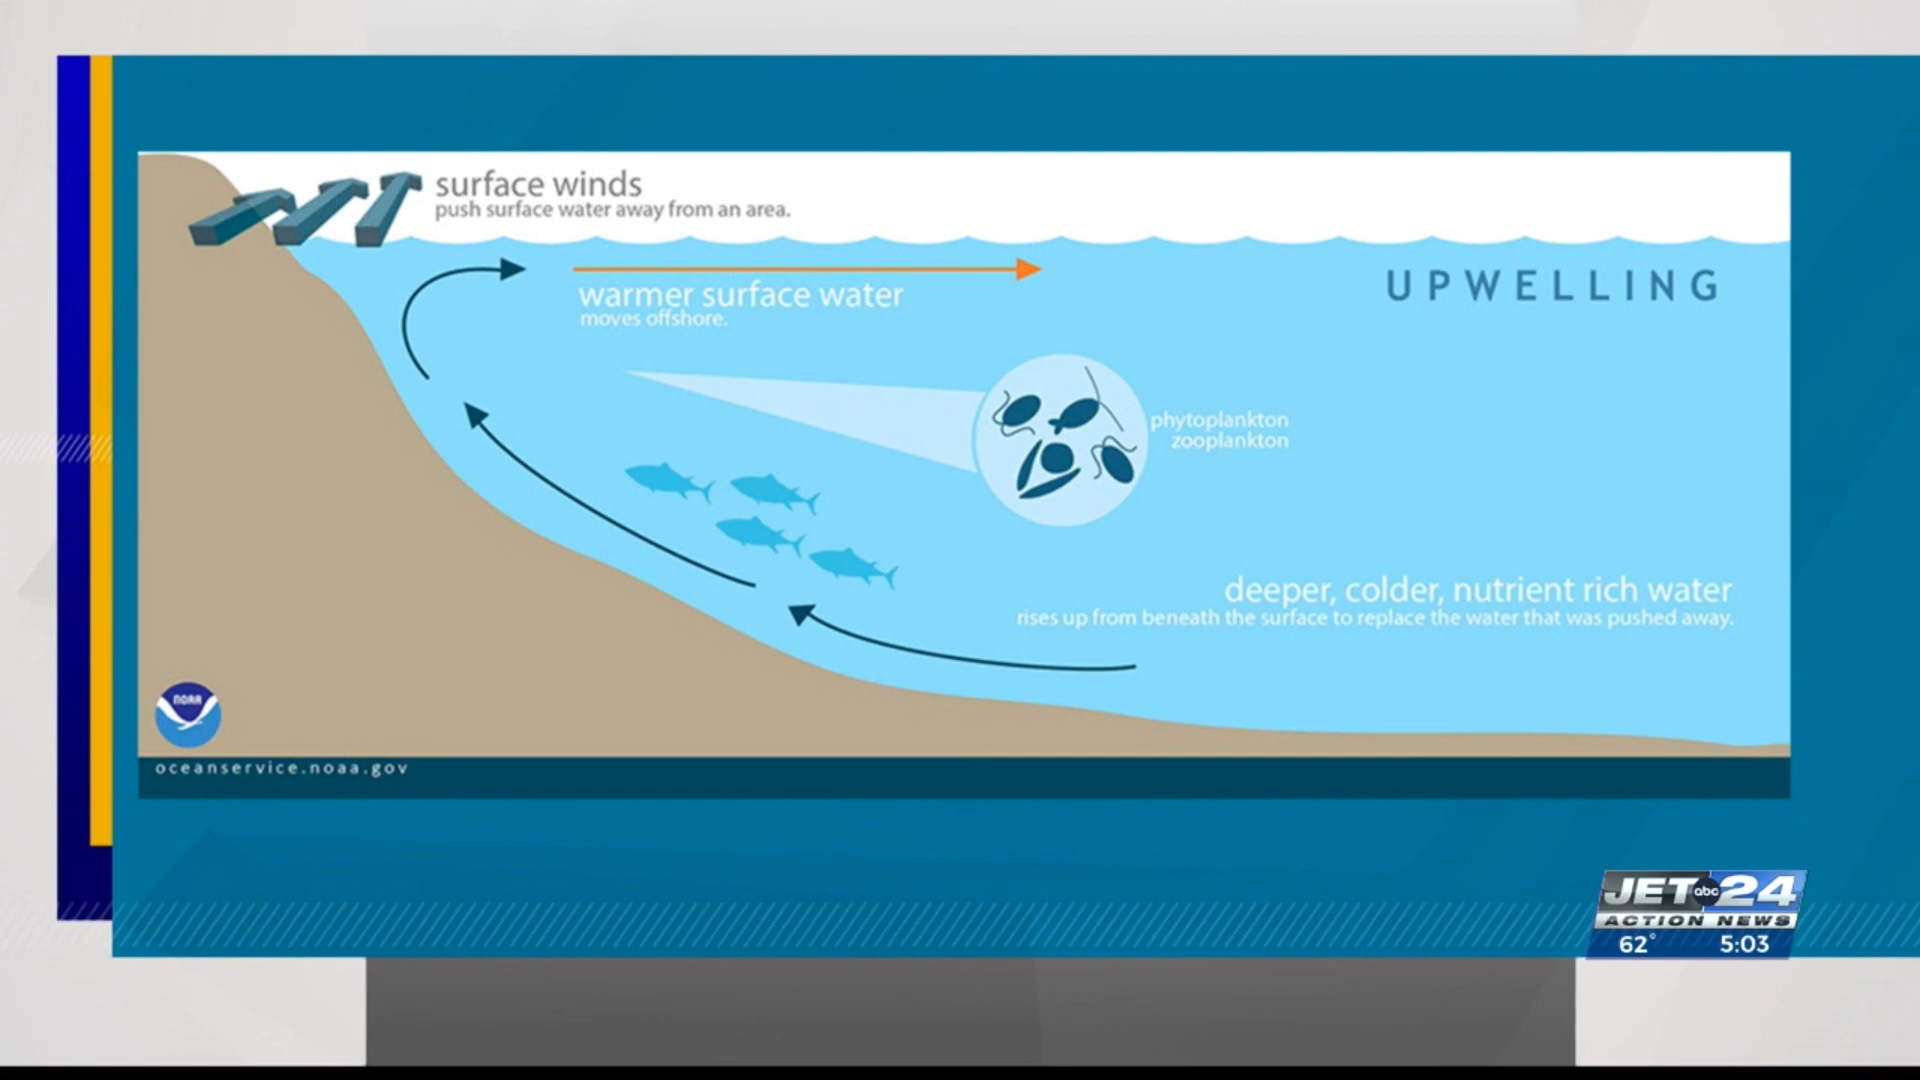 surface winds
push surface water away from an area.
UPWELLING
warmer surface water
moves offshore.
phytoplankton
zooplankton
deeper, colder, nutrient rich water
rises up from beneath the surface to replace the water that was pushed away.
NOAA
oceanservice.noaa.gov
JET abc 24
ACTION NEWS
62° 5:03